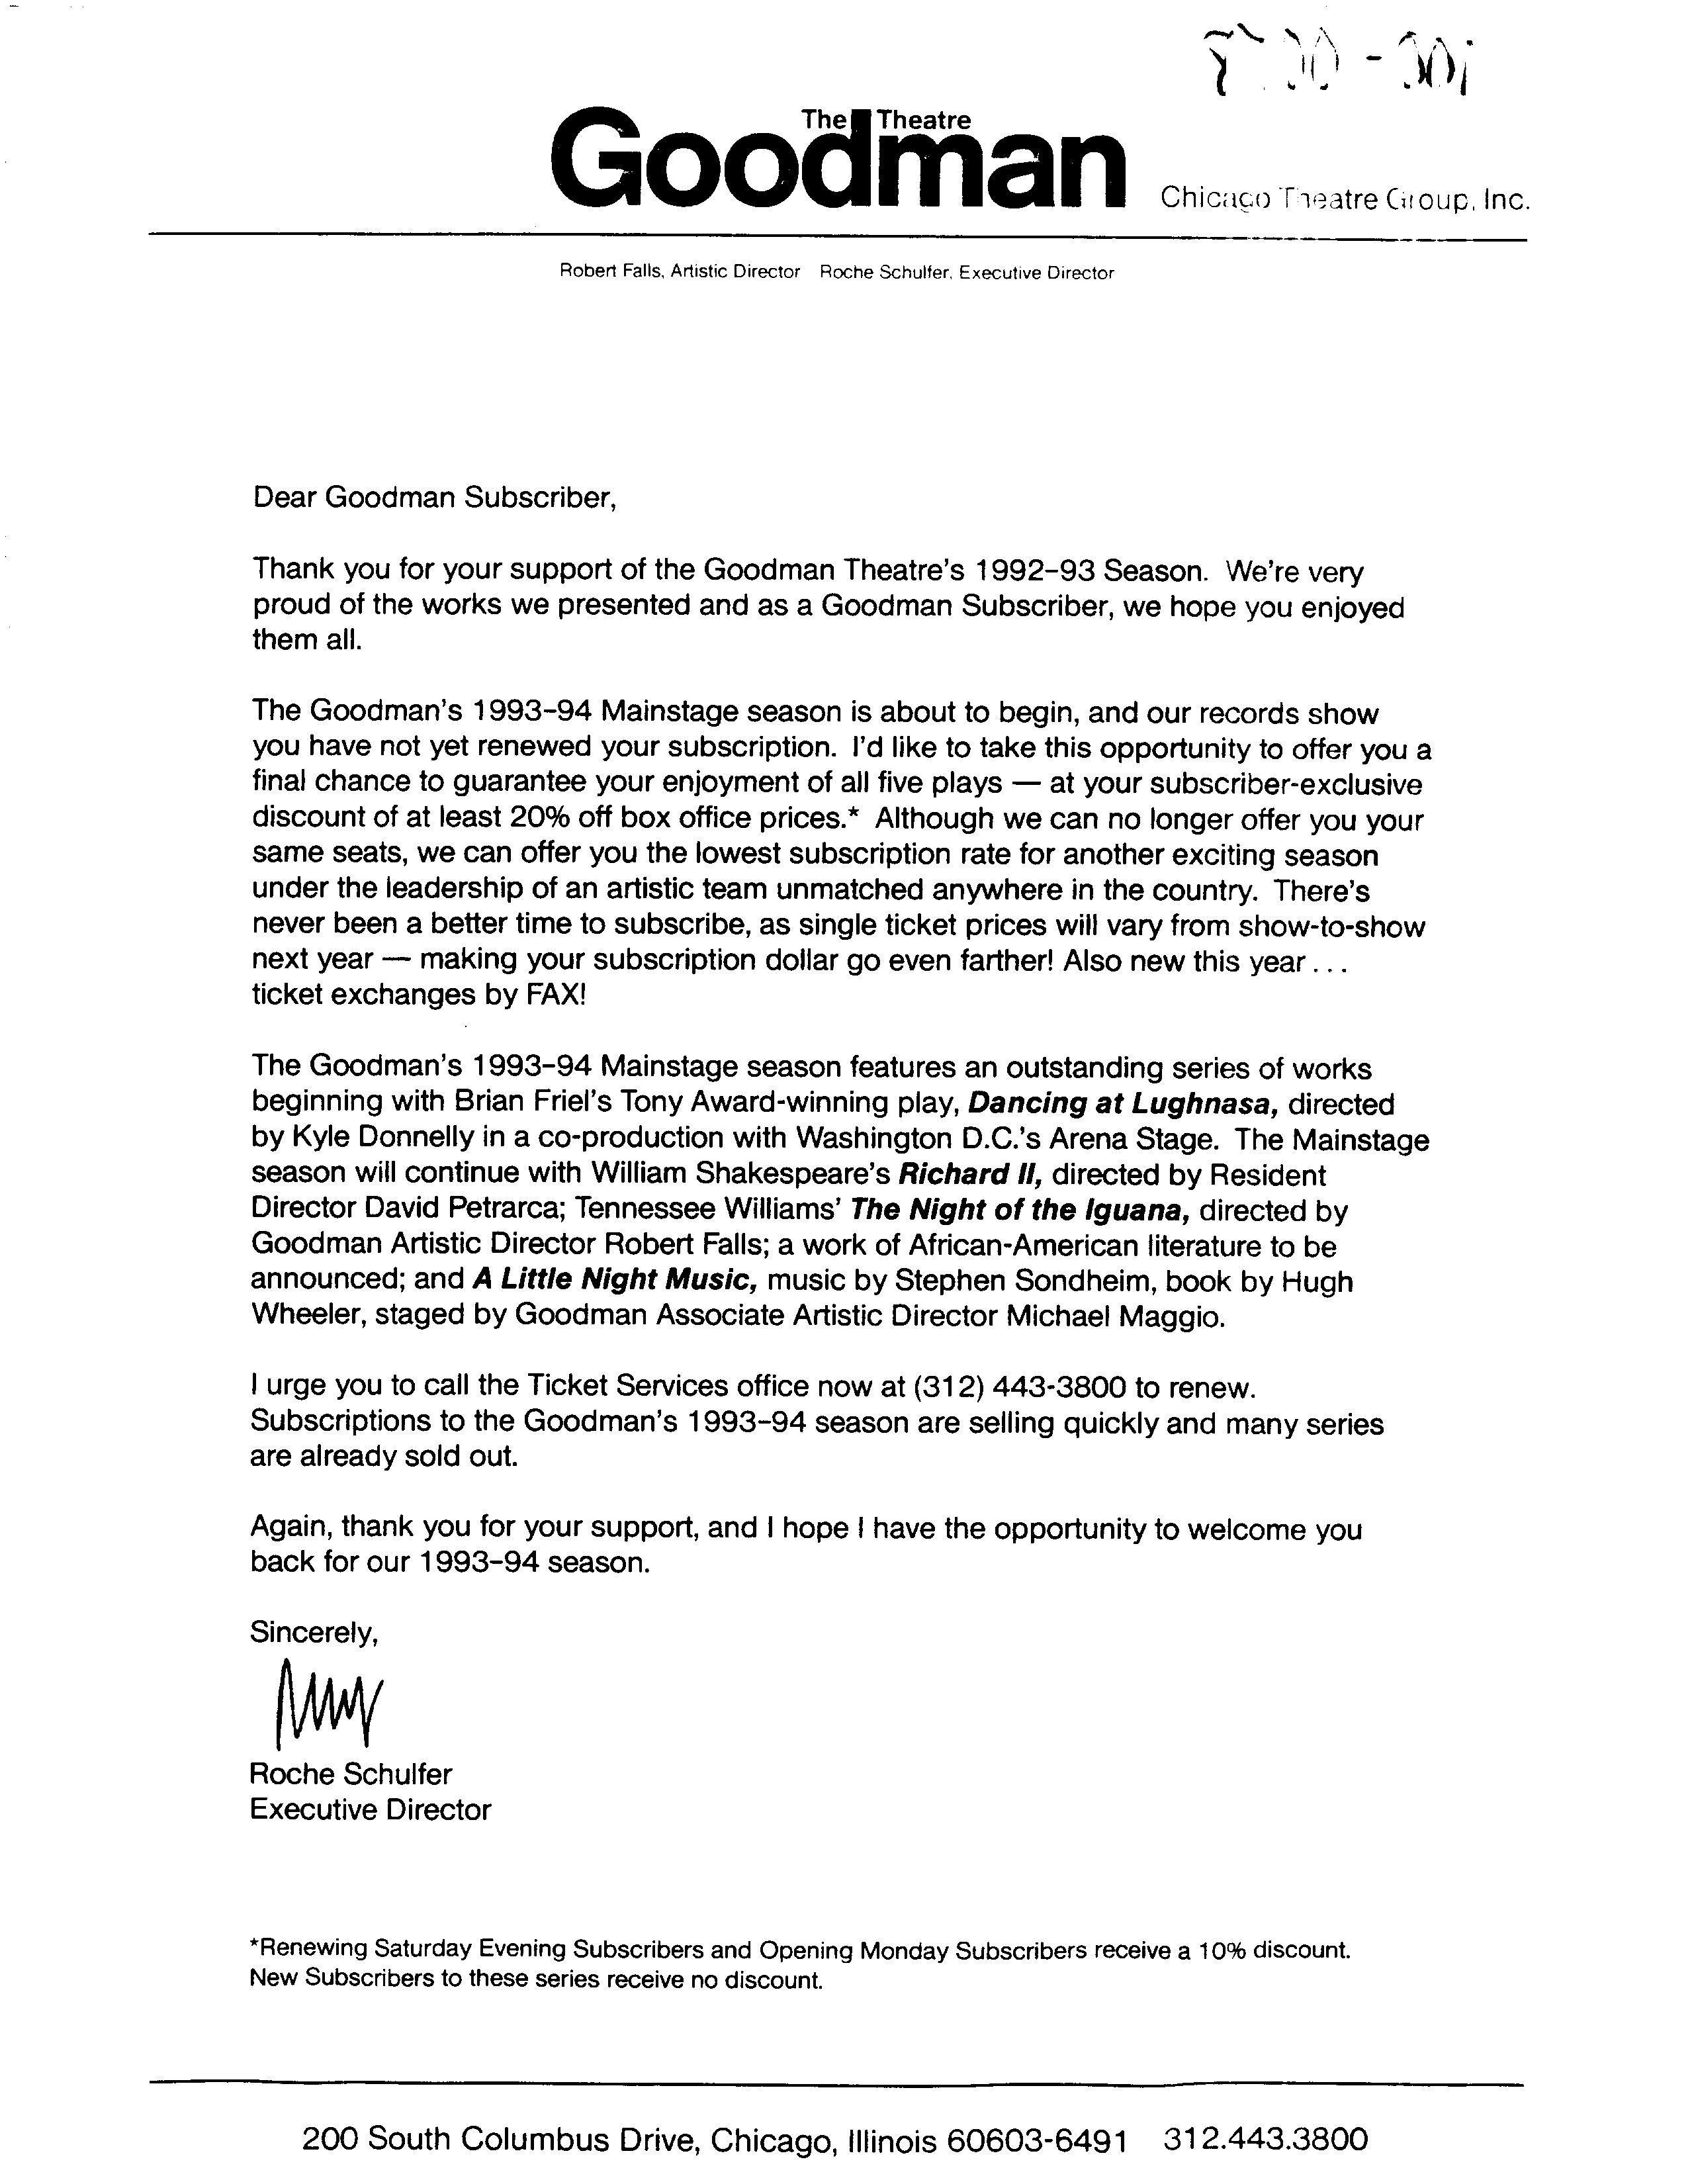 The Theatre
Goodman
Chicago Theatre Group, Inc.
Robert Falls, Artistic Director Roche Schulfer, Executive Director
Dear Goodman Subscriber,
Thank you for your support of the Goodman Theatre's 1992–93 Season. We're very
proud of the works we presented and as a Goodman Subscriber, we hope you enjoyed
them all.
The Goodman's 1993–94 Mainstage season is about to begin, and our records show
you have not yet renewed your subscription. I'd like to take this opportunity to offer you a
final chance to guarantee your enjoyment of all five plays — at your subscriber-exclusive
discount of at least 20% off box office prices.* Although we can no longer offer you your
same seats, we can offer you the lowest subscription rate for another exciting season
under the leadership of an artistic team unmatched anywhere in the country. There's
never been a better time to subscribe, as single ticket prices will vary from show-to-show
next year — making your subscription dollar go even farther! Also new this year . . .
ticket exchanges by FAX!
The Goodman's 1993–94 Mainstage season features an outstanding series of works
beginning with Brian Friel's Tony Award-winning play, Dancing at Lughnasa, directed
by Kyle Donnelly in a co-production with Washington D.C.'s Arena Stage. The Mainstage
season will continue with William Shakespeare's Richard II, directed by Resident
Director David Petrarca; Tennessee Williams' The Night of the Iguana, directed by
Goodman Artistic Director Robert Falls; a work of African-American literature to be
announced; and A Little Night Music, music by Stephen Sondheim, book by Hugh
Wheeler, staged by Goodman Associate Artistic Director Michael Maggio.
I urge you to call the Ticket Services office now at (312) 443-3800 to renew.
Subscriptions to the Goodman's 1993–94 season are selling quickly and many series
are already sold out.
Again, thank you for your support, and I hope I have the opportunity to welcome you
back for our 1993–94 season.
Sincerely,
Roche Schulfer
Executive Director
*Renewing Saturday Evening Subscribers and Opening Monday Subscribers receive a 10% discount.
New Subscribers to these series receive no discount.
200 South Columbus Drive, Chicago, Illinois 60603-6491 312.443.3800